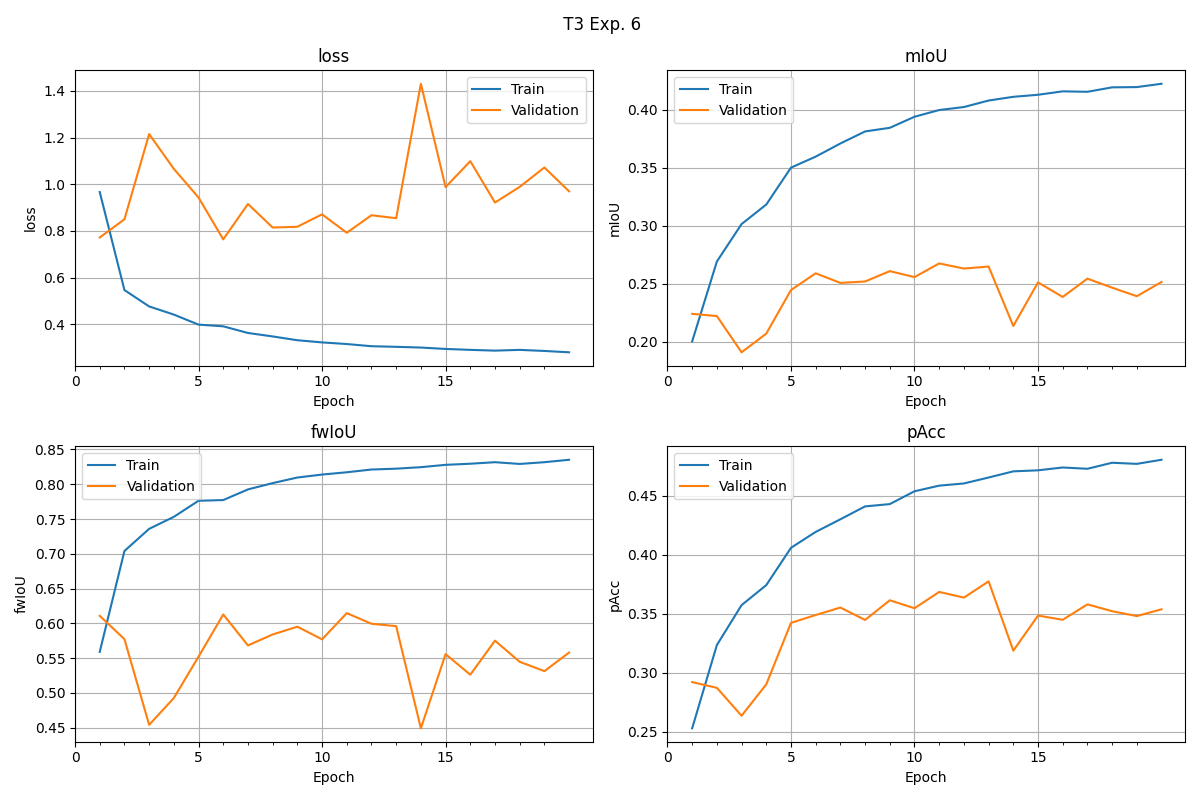 T3 Exp. 6
loss
1.4
1.2
1.0
0.8
0.6
0.4
loss
Train
Validation
0
5
10
15
Epoch
mIoU
0.40
0.35
0.30
0.25
0.20
mIoU
Train
Validation
0
5
10
15
Epoch
fwIoU
0.85
0.80
0.75
0.70
0.65
0.60
0.55
0.50
0.45
fwIoU
Train
Validation
0
5
10
15
Epoch
pAcc
0.45
0.40
0.35
0.30
0.25
pAcc
Train
Validation
0
5
10
15
Epoch